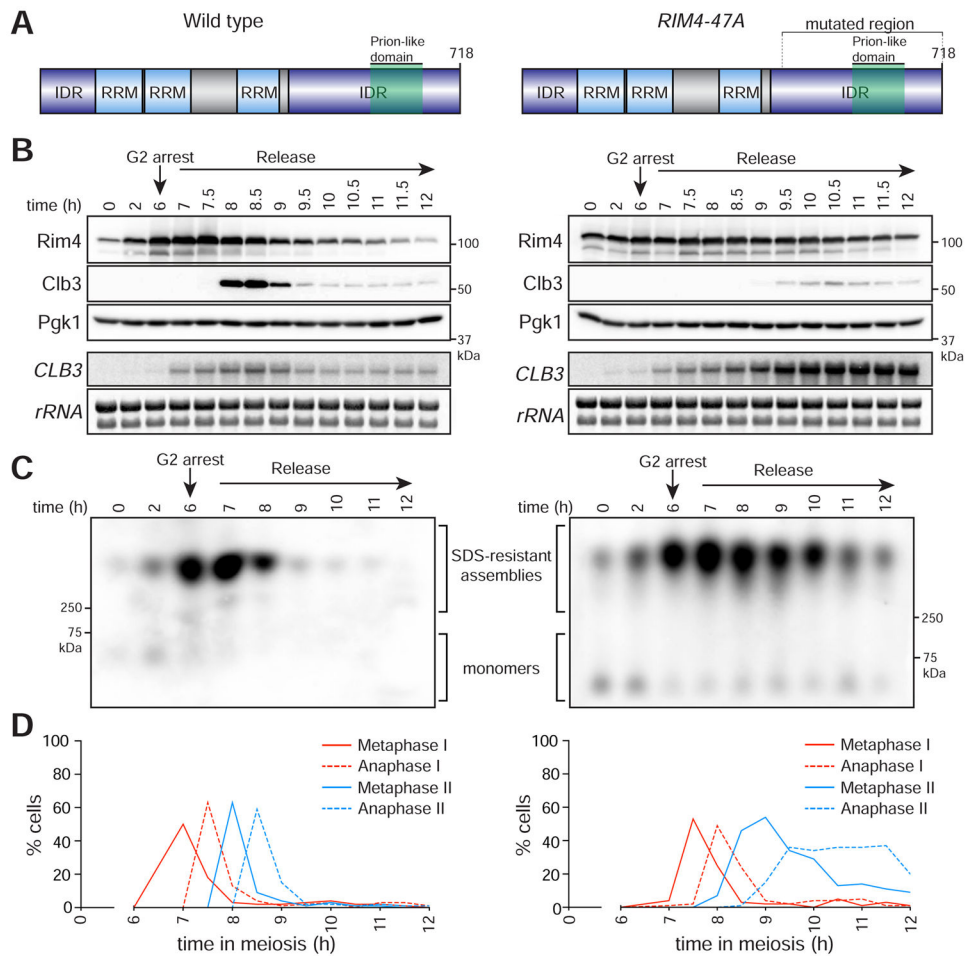 A
Wild type
Prion-like
domain
718
IDR
RRM
RRM
RRM
IDR
RIM4-47A
mutated region
Prion-like
domain
718
IDR
RRM
RRM
RRM
IDR
B
G2 arrest
Release
time (h)
0 2 6 7 7.5 8 8.5 9 9.5 10 10.5 11 11.5 12
Rim4
100
Clb3
50
Pgk1
37
kDa
CLB3
rRNA
G2 arrest
Release
time (h)
0 2 6 7 7.5 8 8.5 9 9.5 10 10.5 11 11.5 12
Rim4
100
Clb3
50
Pgk1
37
kDa
CLB3
rRNA
C
G2 arrest
Release
time (h)
0 2 6 7 8 9 10 11 12
250
75
kDa
SDS-resistant
assemblies
monomers
G2 arrest
Release
time (h)
0 2 6 7 8 9 10 11 12
250
75
kDa
D
100
80
60
40
20
0
% cells
Metaphase I
Anaphase I
Metaphase II
Anaphase II
0 6 7 8 9 10 11 12
time in meiosis (h)
100
80
60
40
20
0
% cells
Metaphase I
Anaphase I
Metaphase II
Anaphase II
0 6 7 8 9 10 11 12
time in meiosis (h)